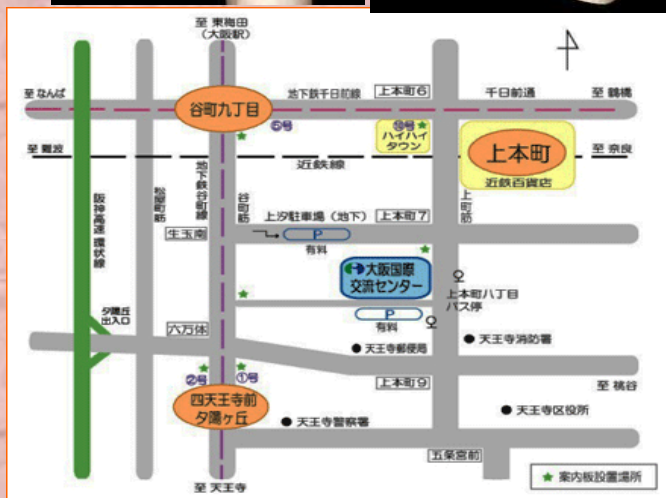 至 東梅田
(大阪駅)
至 なんば
地下鉄千日前線
上本町6
千日前通
至 鶴橋
谷町九丁目
⑤号
⑩号
ハイハイ
タウン
上本町
至 難波
近鉄線
近鉄百貨店
至 奈良
阪神高速 環状線
松屋町筋
地下鉄谷町線
谷町筋
上町筋
上汐駐車場(地下)
上本町7
生玉南
P
有料
大阪国際
交流センター
上本町八丁目
バス停
夕陽丘
出入口
六万体
P
有料
天王寺郵便局
天王寺消防署
②号
①号
上本町9
至 桃谷
四天王寺前
夕陽ヶ丘
天王寺警察署
天王寺区役所
五条宮前
至 天王寺
★ 案内板設置場所